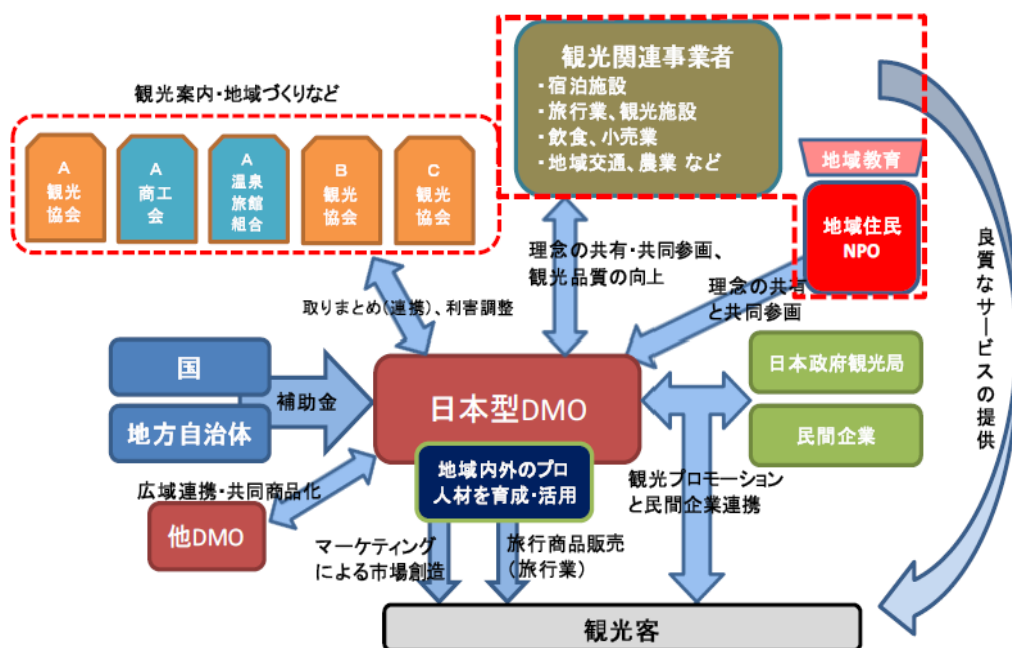 観光案内・地域づくりなど
A
観光
協会
A
商工
会
A
温泉
旅館
組合
B
観光
協会
C
観光
協会
観光関連事業者
・宿泊施設
・旅行業、観光施設
・飲食、小売業
・地域交通、農業 など
地域教育
地域住民
NPO
良質なサービスの提供
理念の共有・共同参画、
観光品質の向上
理念の共有
と共同参画
取りまとめ(連携)、利害調整
国
地方自治体
補助金
日本型DMO
地域内外のプロ
人材を育成・活用
日本政府観光局
民間企業
広域連携・共同商品化
他DMO
マーケティング
による市場創造
旅行商品販売
(旅行業)
観光プロモーション
と民間企業連携
観光客